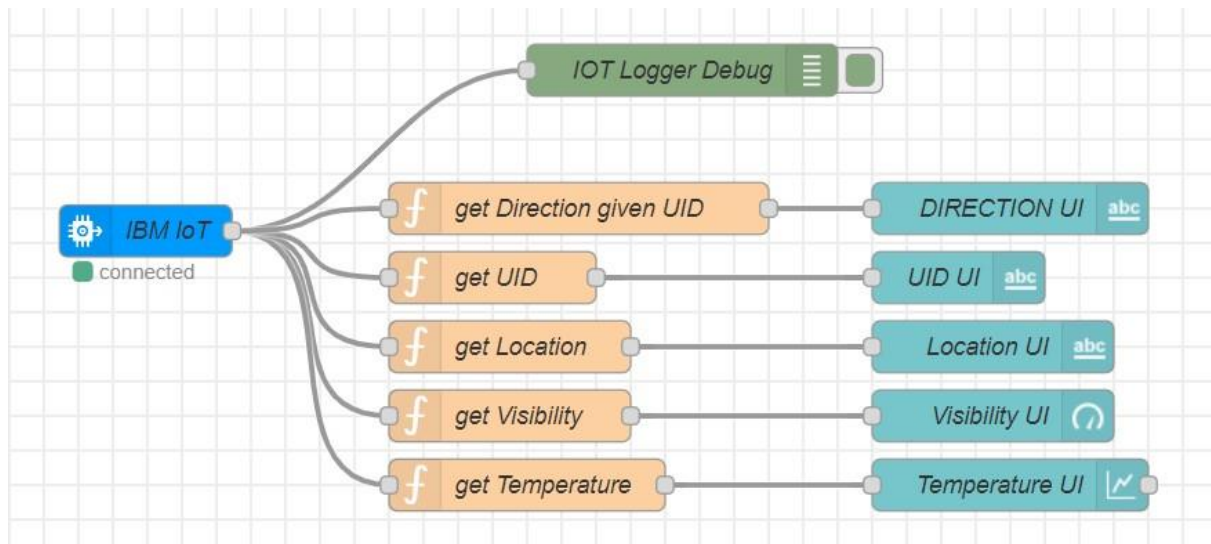 IOT Logger Debug
get Direction given UID
DIRECTION UI
abc
IBM IoT
connected
get UID
UID UI
abc
get Location
Location UI
abc
get Visibility
Visibility UI
get Temperature
Temperature UI